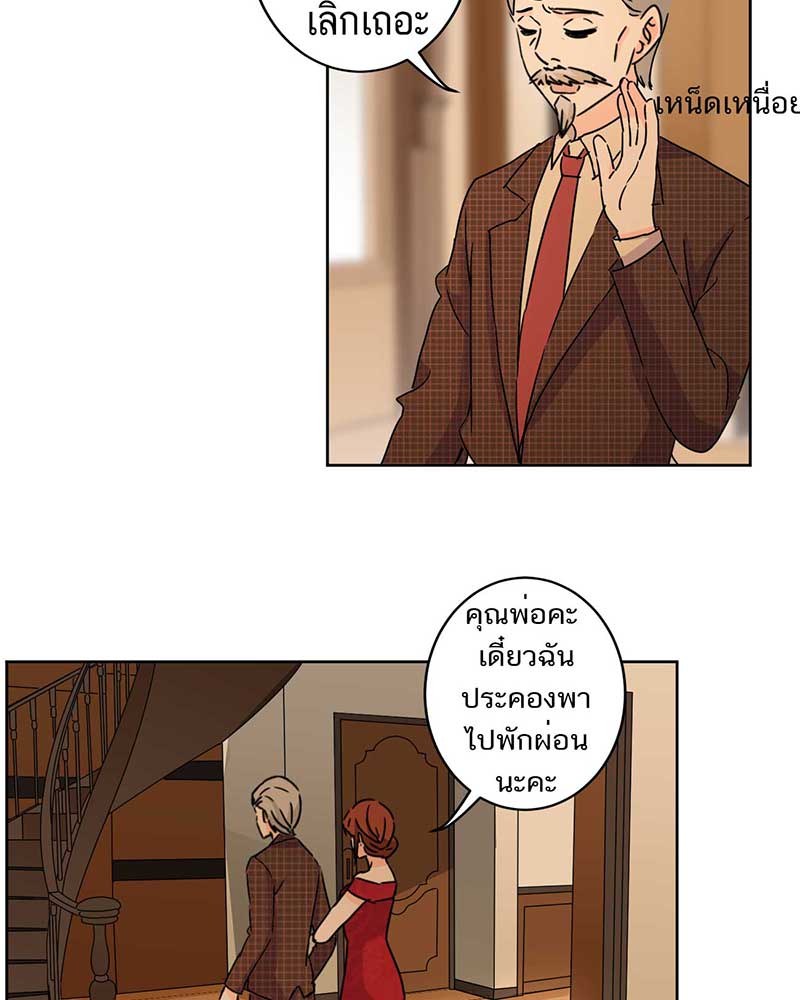 เลิกเถอะ
เหน็ดเหนื่อย
คุณพ่อคะ
เดี๋ยวฉัน
ประคองพา
ไปพักผ่อน
นะคะ